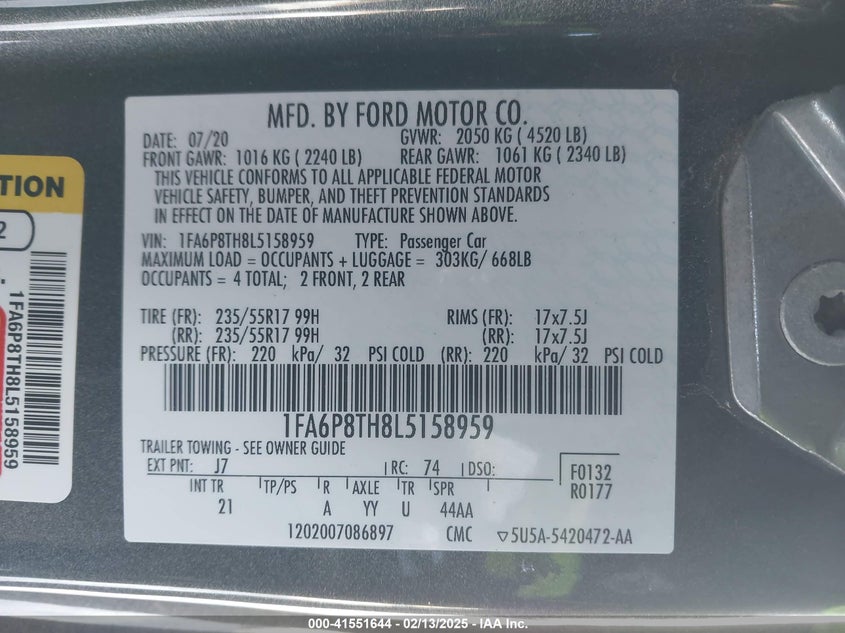 MFD. BY FORD MOTOR CO.
DATE: 07/20 GVWR: 2050 KG ( 4520 LB)
FRONT GAWR: 1016 KG ( 2240 LB) REAR GAWR: 1061 KG ( 2340 LB)
THIS VEHICLE CONFORMS TO ALL APPLICABLE FEDERAL MOTOR
VEHICLE SAFETY, BUMPER, AND THEFT PREVENTION STANDARDS
IN EFFECT ON THE DATE OF MANUFACTURE SHOWN ABOVE.
VIN: 1FA6P8TH8L5158959 TYPE: Passenger Car
MAXIMUM LOAD = OCCUPANTS + LUGGAGE = 303KG/ 668LB
OCCUPANTS = 4 TOTAL; 2 FRONT, 2 REAR
TIRE (FR): 235/55R17 99H RIMS (FR): 17x7.5J
(RR): 235/55R17 99H (RR): 17x7.5J
PRESSURE (FR): 220 kPa/ 32 PSI COLD (RR): 220 kPa/ 32 PSI COLD
1FA6P8TH8L5158959
TRAILER TOWING - SEE OWNER GUIDE
EXT PNT: J7 RC: 74 DSO: F0132
R0177
INT TR TP/PS R AXLE TR SPR
21 A YY U 44AA
1202007086897 CMC ▽5U5A-5420472-AA
TION
2
1FA6P8TH8L5158959
000-41551644 - 02/13/2025 - IAA Inc.